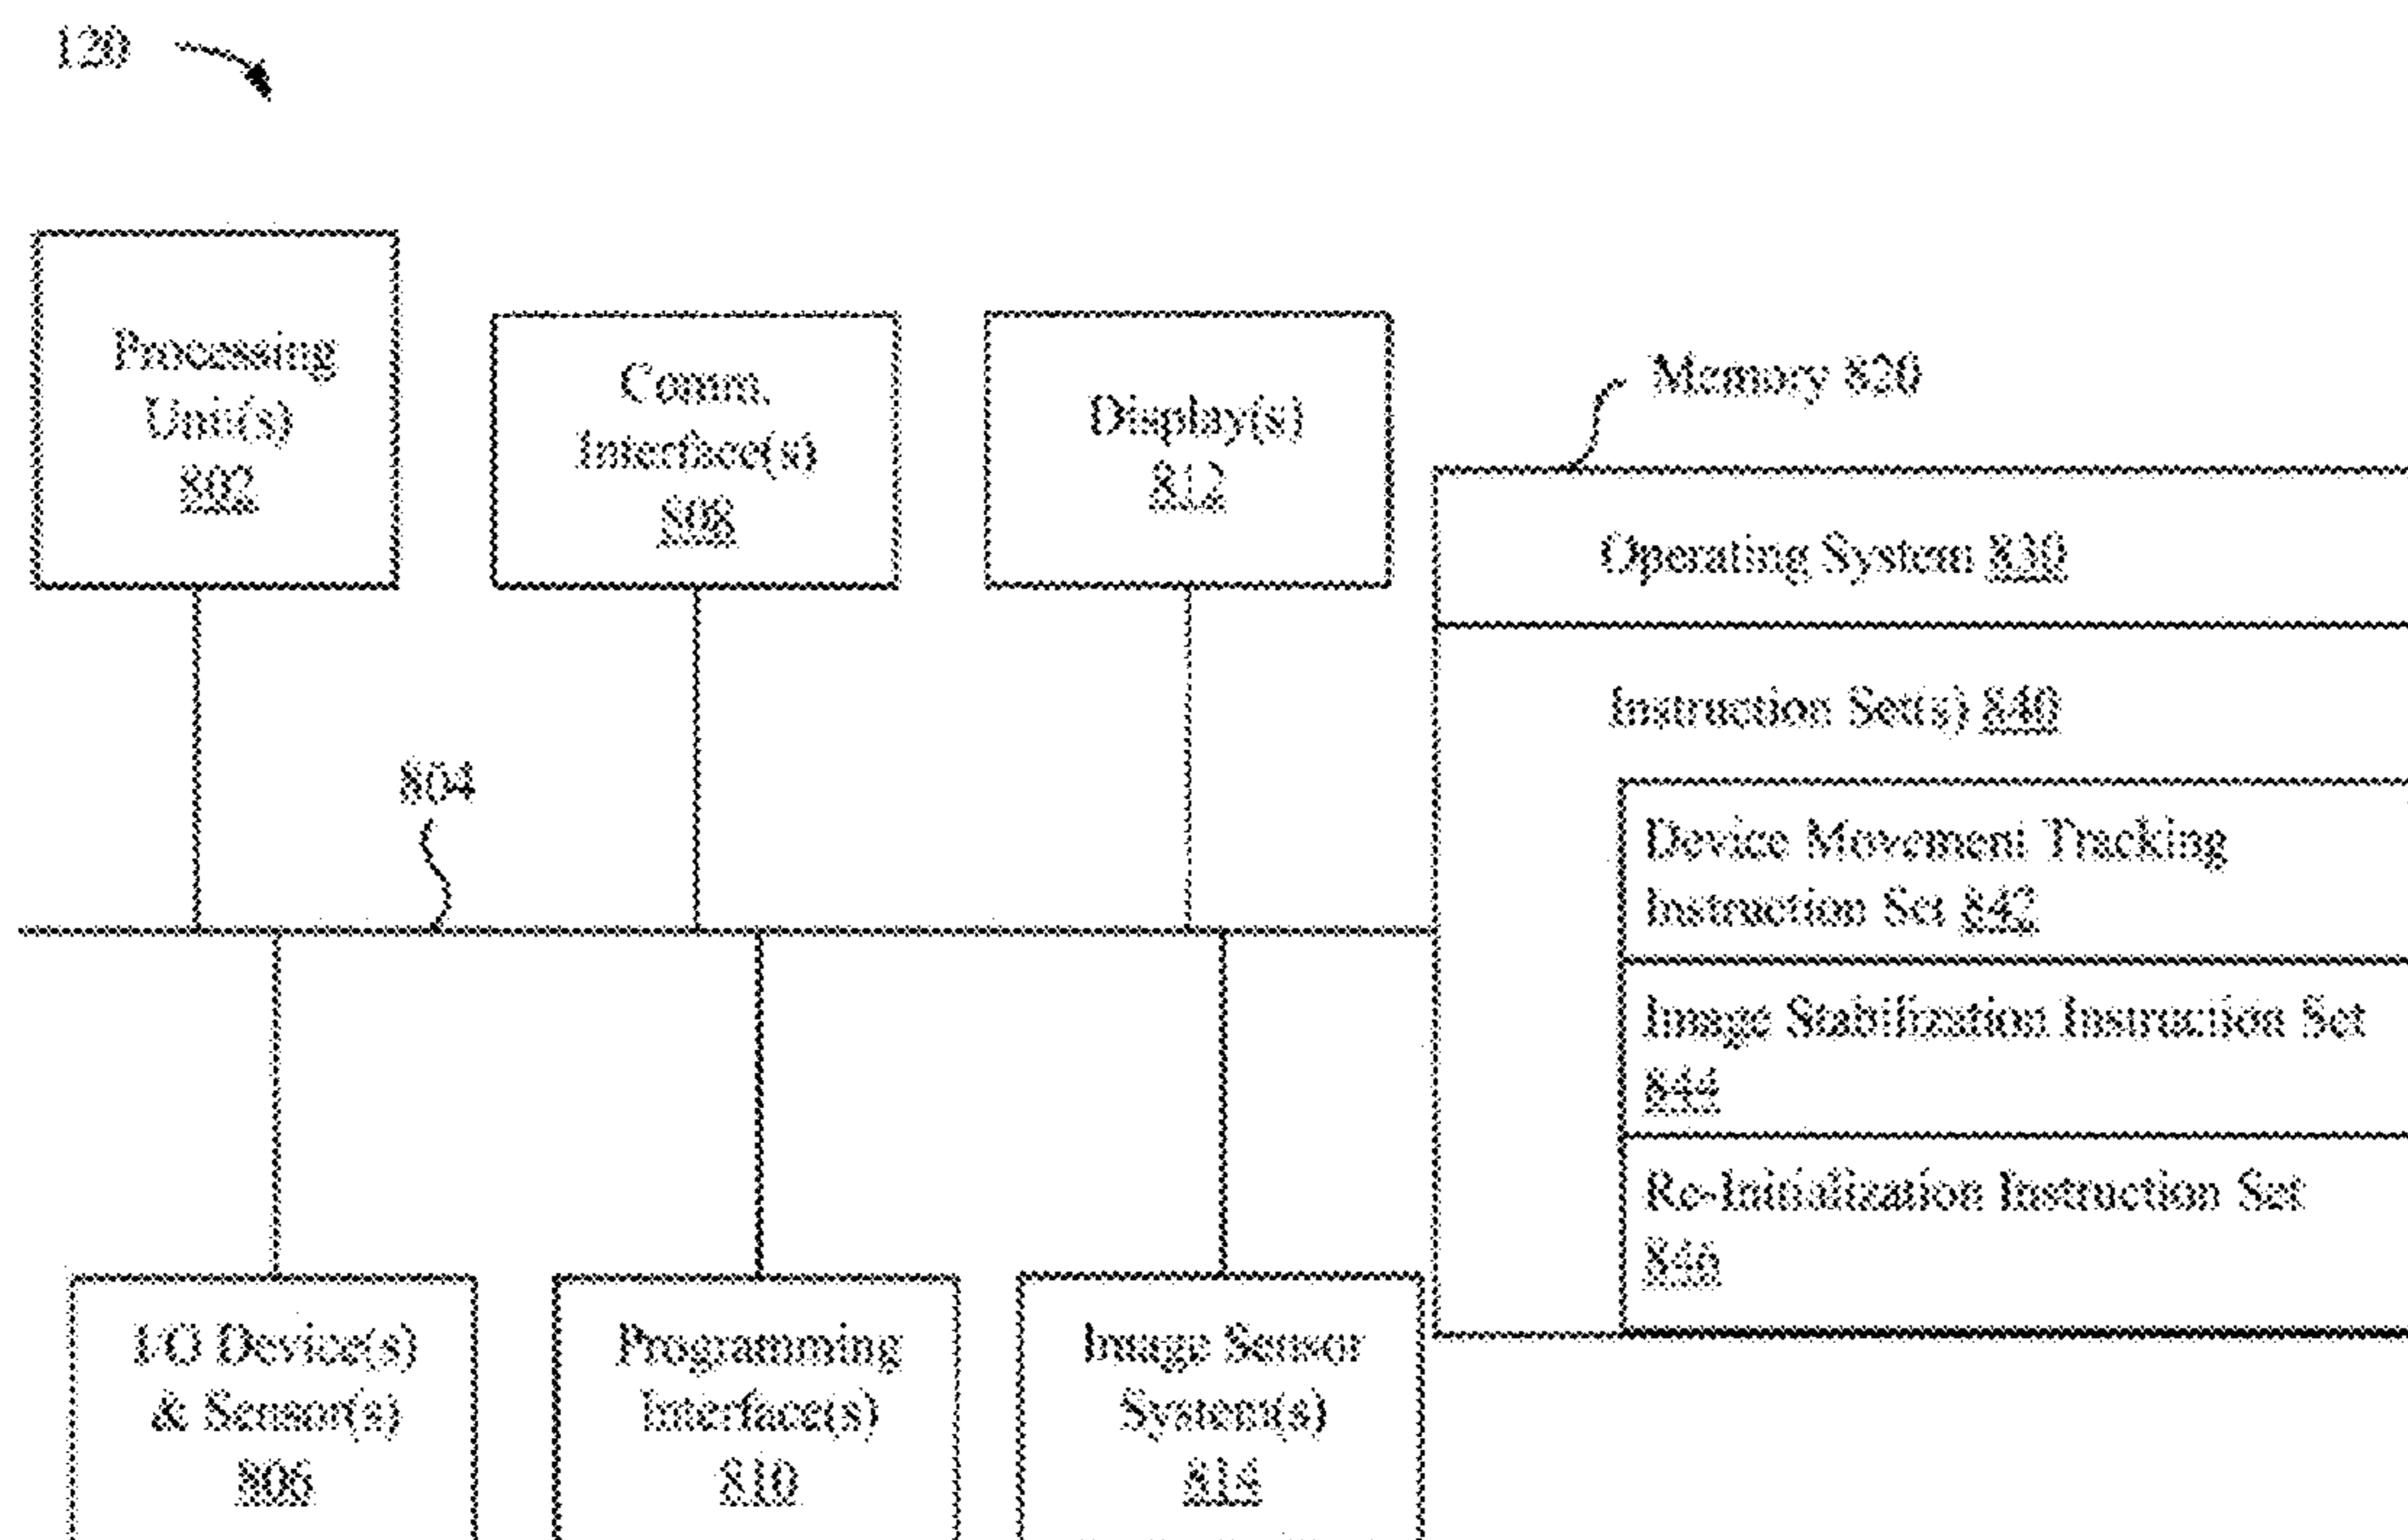 120
Processing
Unit(s)
802
Comm.
Interface(s)
808
Display(s)
812
Memory 820
Operating System 830
Instruction Set(s) 840
804
Device Movement Tracking
Instruction Set 842
Image Stabilization Instruction Set
844
Re-Initialization Instruction Set
846
I/O Device(s)
& Sensor(s)
806
Programming
Interface(s)
810
Image Sensor
System(s)
814